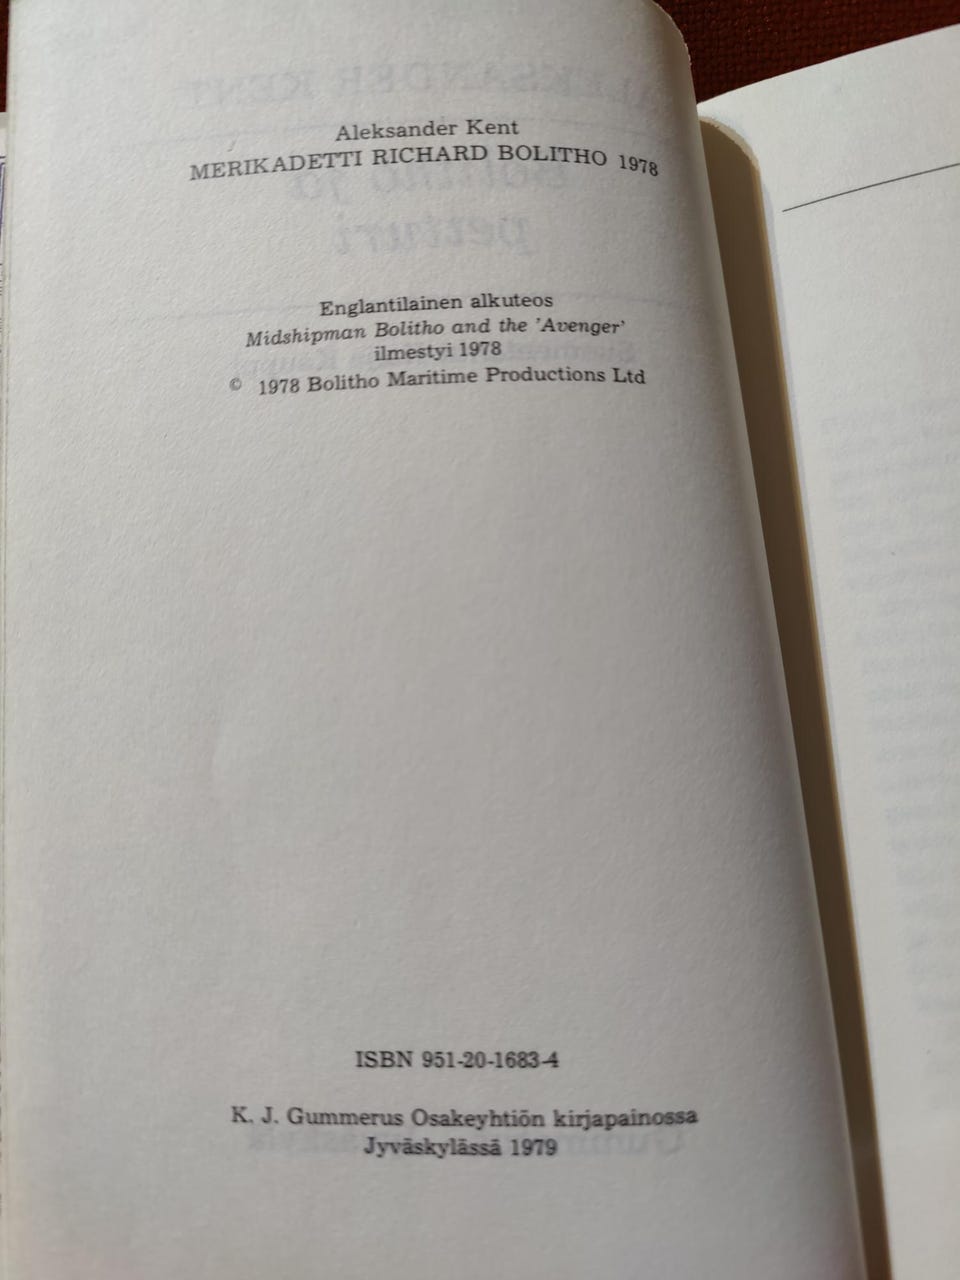 Aleksander Kent
MERIKADETTI RICHARD BOLITHO 1978
Englantilainen alkuteos
Midshipman Bolitho and the 'Avenger'
ilmestyi 1978
© 1978 Bolitho Maritime Productions Ltd
ISBN 951-20-1683-4
K. J. Gummerus Osakeyhtiön kirjapainossa
Jyväskylässä 1979